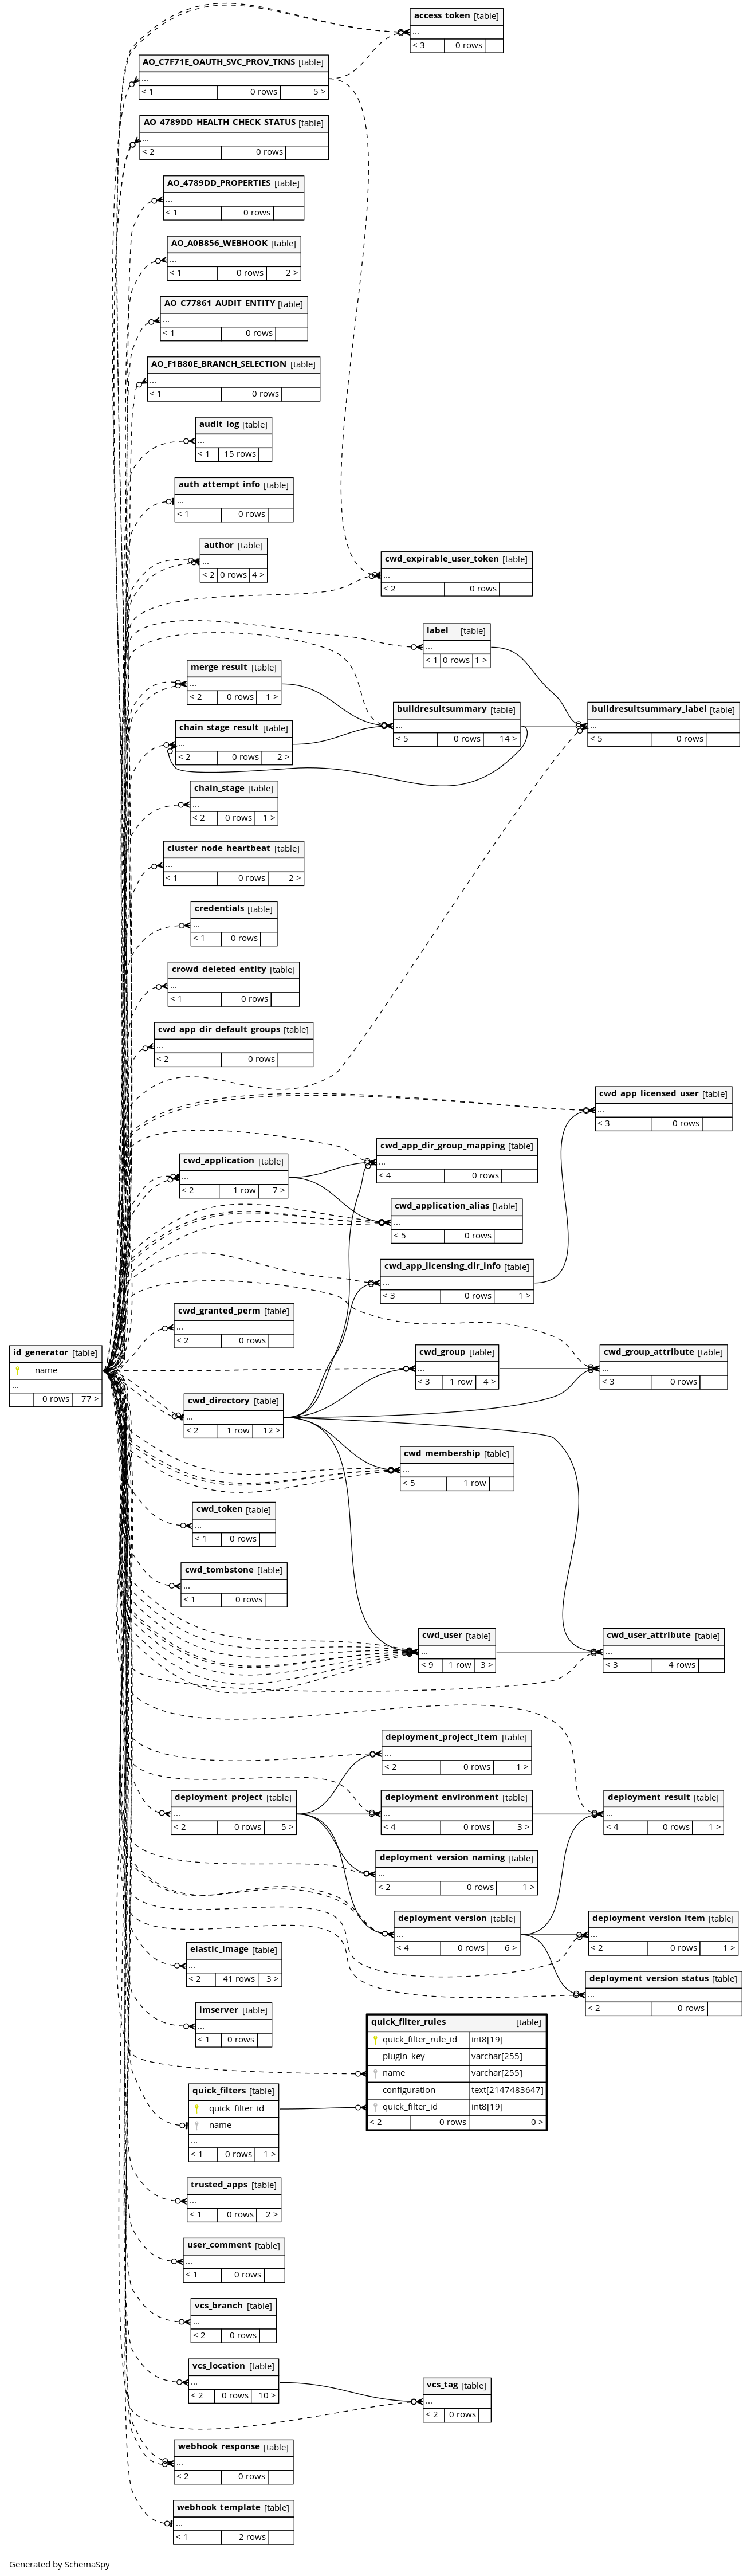 access_token [table]
...
< 3 0 rows
AO_C7F71E_OAUTH_SVC_PROV_TKNS [table]
...
< 1 0 rows 5 >
AO_4789DD_HEALTH_CHECK_STATUS [table]
...
< 2 0 rows
AO_4789DD_PROPERTIES [table]
...
< 1 0 rows
AO_A0B856_WEBHOOK [table]
...
< 1 0 rows 2 >
AO_C77861_AUDIT_ENTITY [table]
...
< 1 0 rows
AO_F1B80E_BRANCH_SELECTION [table]
...
< 1 0 rows
audit_log [table]
...
< 1 15 rows
auth_attempt_info [table]
...
< 1 0 rows
author [table]
...
< 2 0 rows 4 >
cwd_expirable_user_token [table]
...
< 2 0 rows
label [table]
...
< 1 0 rows 1 >
merge_result [table]
...
< 2 0 rows 1 >
buildresultsummary [table]
...
< 5 0 rows 14 >
buildresultsummary_label [table]
...
< 5 0 rows
chain_stage_result [table]
...
< 2 0 rows 2 >
chain_stage [table]
...
< 2 0 rows 1 >
cluster_node_heartbeat [table]
...
< 1 0 rows 2 >
credentials [table]
...
< 1 0 rows
crowd_deleted_entity [table]
...
< 1 0 rows
cwd_app_dir_default_groups [table]
...
< 2 0 rows
cwd_app_licensed_user [table]
...
< 3 0 rows
cwd_app_dir_group_mapping [table]
...
< 4 0 rows
cwd_application [table]
...
< 2 1 row 7 >
cwd_application_alias [table]
...
< 5 0 rows
cwd_app_licensing_dir_info [table]
...
< 3 0 rows 1 >
cwd_granted_perm [table]
...
< 2 0 rows
id_generator [table]
name
...
0 rows 77 >
cwd_group [table]
...
< 3 1 row 4 >
cwd_group_attribute [table]
...
< 3 0 rows
cwd_directory [table]
...
< 2 1 row 12 >
cwd_membership [table]
...
< 5 1 row
cwd_token [table]
...
< 1 0 rows
cwd_tombstone [table]
...
< 1 0 rows
cwd_user [table]
...
< 9 1 row 3 >
cwd_user_attribute [table]
...
< 3 4 rows
deployment_project_item [table]
...
< 2 0 rows 1 >
deployment_project [table]
...
< 2 0 rows 5 >
deployment_environment [table]
...
< 4 0 rows 3 >
deployment_result [table]
...
< 4 0 rows 1 >
deployment_version_naming [table]
...
< 2 0 rows 1 >
deployment_version [table]
...
< 4 0 rows 6 >
deployment_version_item [table]
...
< 2 0 rows 1 >
elastic_image [table]
...
< 2 41 rows 3 >
deployment_version_status [table]
...
< 2 0 rows
imserver [table]
...
< 1 0 rows
quick_filter_rules [table]
quick_filter_rule_id int8[19]
plugin_key varchar[255]
name varchar[255]
configuration text[2147483647]
quick_filter_id int8[19]
< 2 0 rows 0 >
quick_filters [table]
quick_filter_id
name
...
< 1 0 rows 1 >
trusted_apps [table]
...
< 1 0 rows 2 >
user_comment [table]
...
< 1 0 rows
vcs_branch [table]
...
< 2 0 rows
vcs_location [table]
...
< 2 0 rows 10 >
vcs_tag [table]
...
< 2 0 rows
webhook_response [table]
...
< 2 0 rows
webhook_template [table]
...
< 1 2 rows
Generated by SchemaSpy